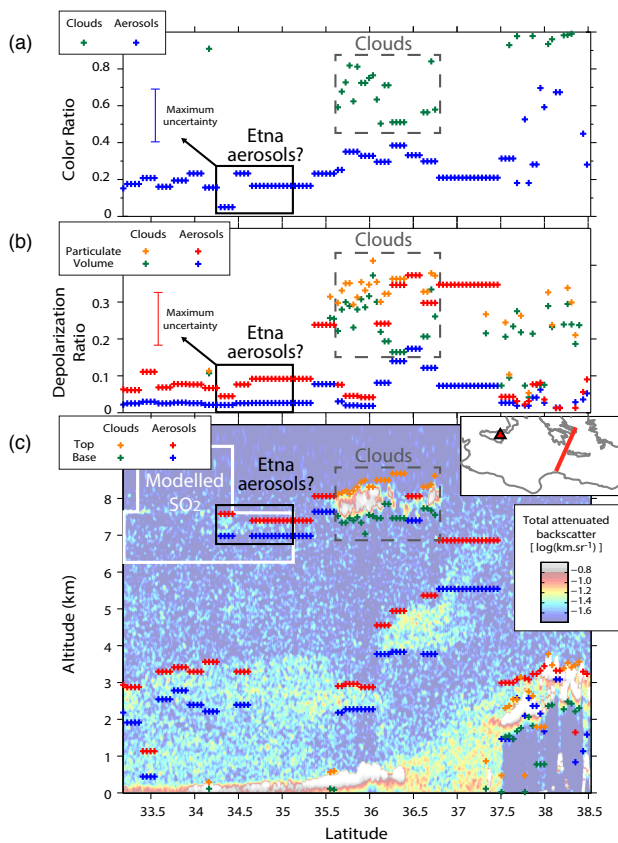 (a)
Clouds Aerosols
Clouds
0.8
0.6
0.4
0.2
0
Color Ratio
Maximum
uncertainty
Etna
aerosols?
(b)
Clouds Aerosols
Particulate
Volume
Clouds
0.3
0.2
0.1
0
Depolarization
Ratio
Maximum
uncertainty
Etna
aerosols?
(c)
Clouds Aerosols
Top
Base
Clouds
Etna
aerosols?
Modelled
SO2
Total attenuated
backscatter
[ log(km.sr⁻¹) ]
−0.8
−1.0
−1.2
−1.4
−1.6
8
7
6
5
4
3
2
1
0
Altitude (km)
33.5 34 34.5 35 35.5 36 36.5 37 37.5 38 38.5
Latitude